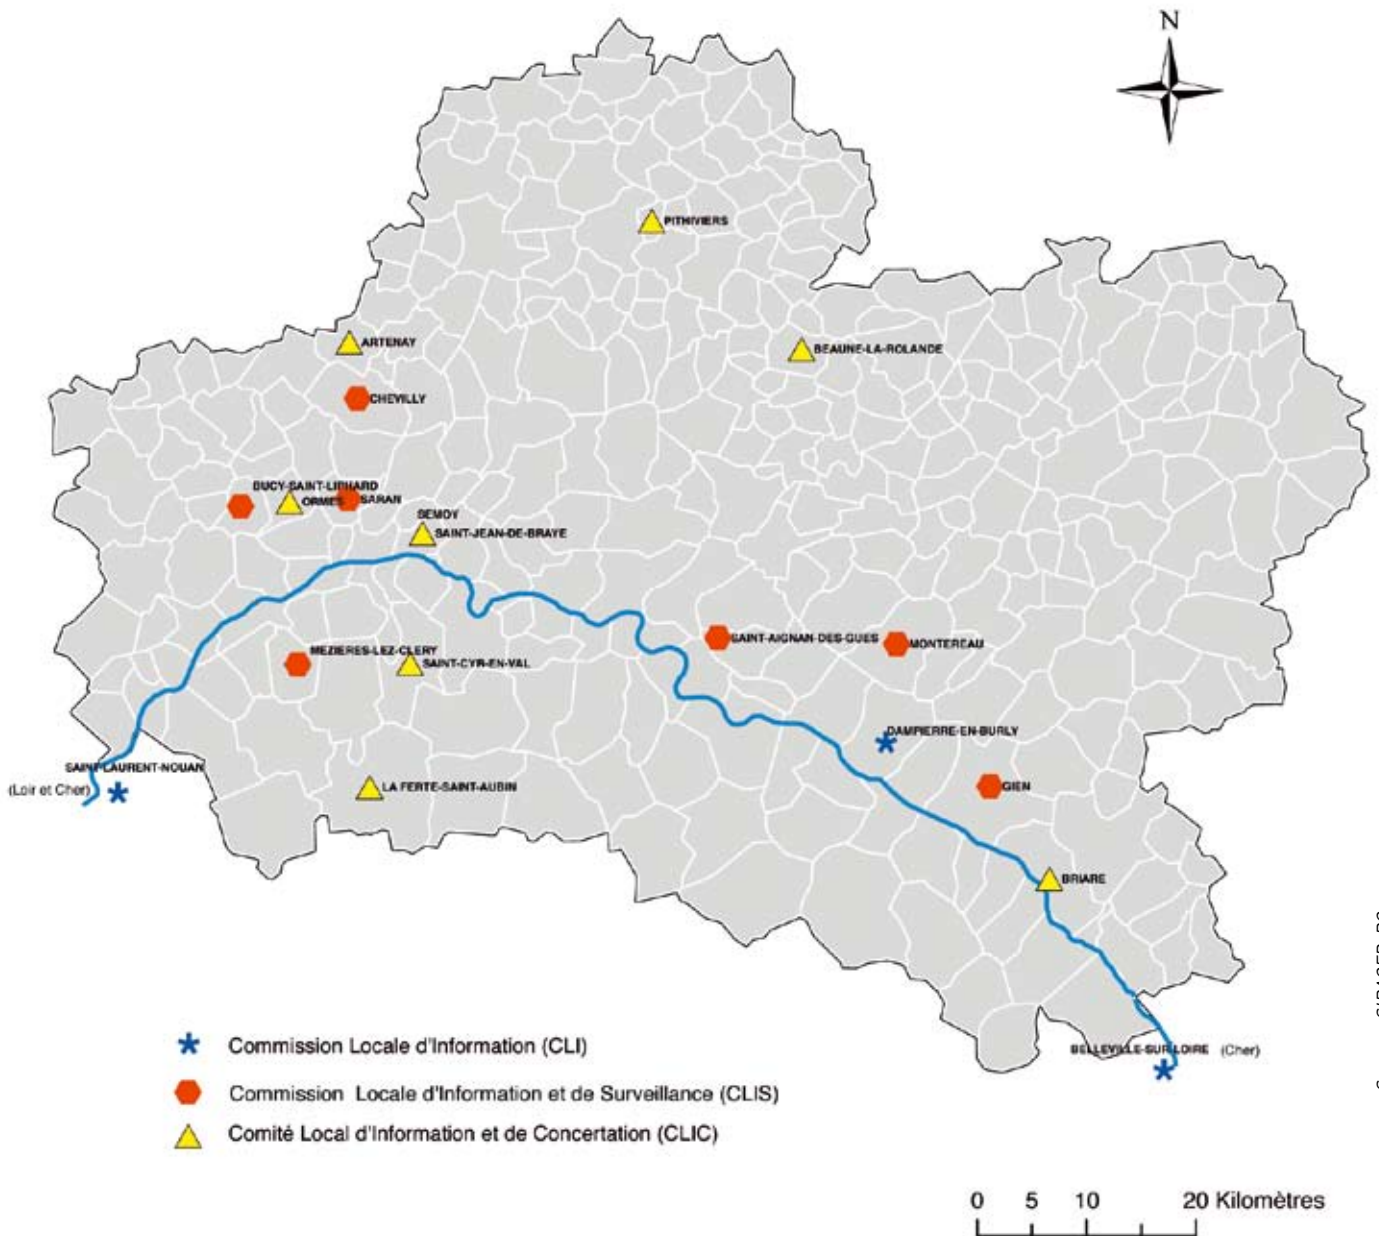 N
PITHIVIERS
ARTENAY
BEAUNE-LA-ROLANDE
CHEVILLY
BUCY-SAINT-LIPHARD
ORMES
SARAN
SEMOY
SAINT-JEAN-DE-BRAYE
SAINT-AIGNAN-DES-GUES
MONTEREAU
MEZIERES-LEZ-CLERY
SAINT-CYR-EN-VAL
DAMPIERRE-EN-BURLY
SAINT-LAURENT-NOUAN
(Loir et Cher)
LA FERTE-SAINT-AUBIN
GIEN
BRIARE
BELLEVILLE-SUR-LOIRE (Cher)
Commission Locale d'Information (CLI)
Commission Locale d'Information et de Surveillance (CLIS)
Comité Local d'Information et de Concertation (CLIC)
0 5 10 20 Kilomètres